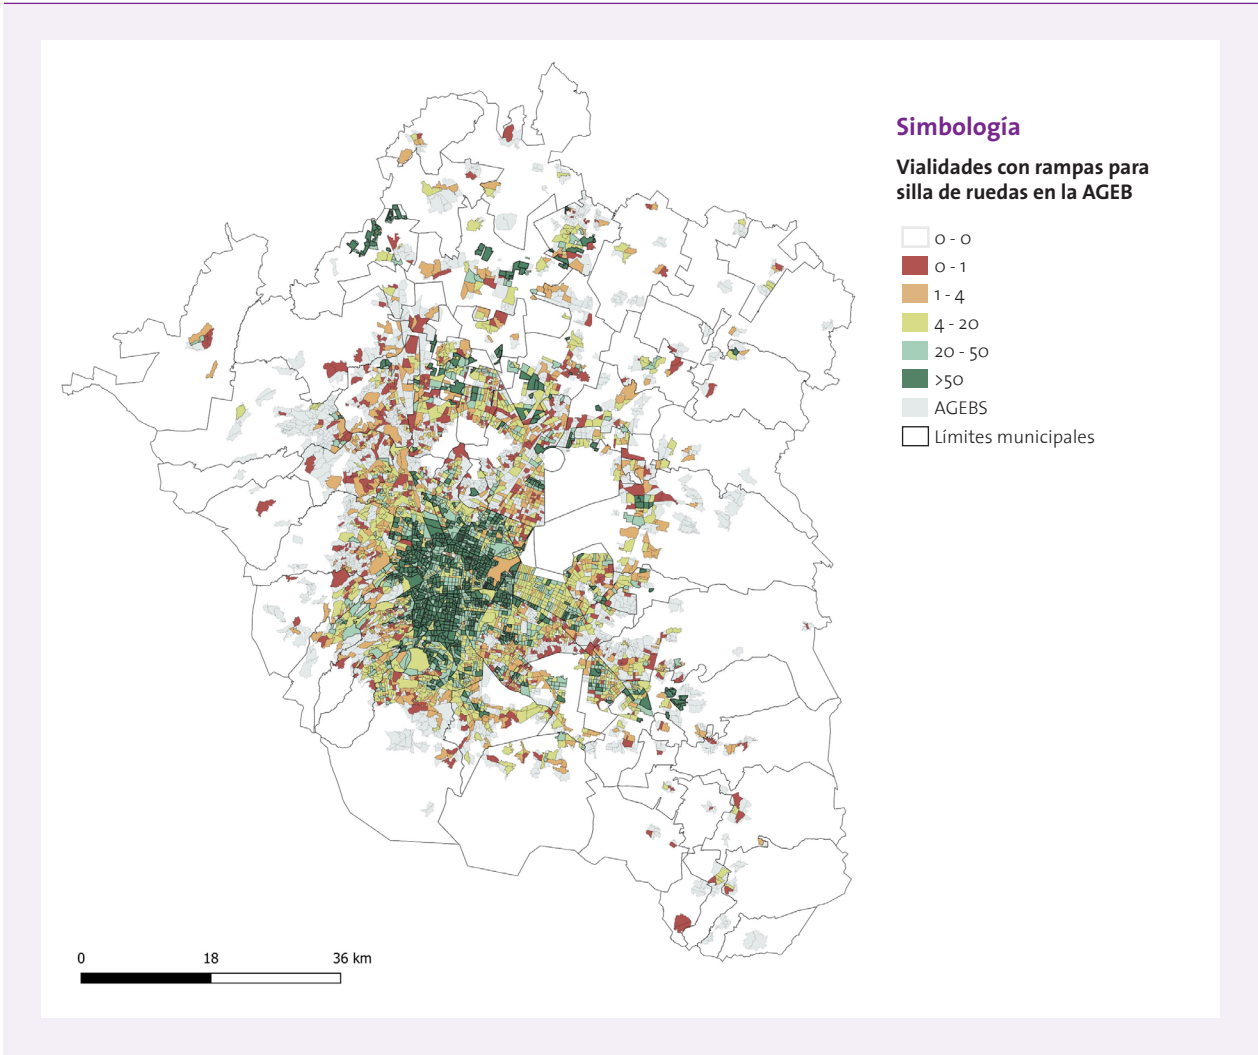 Simbología
Vialidades con rampas para
silla de ruedas en la AGEB
0 - 0
0 - 1
1 - 4
4 - 20
20 - 50
>50
AGEBS
Límites municipales
0 18 36 km